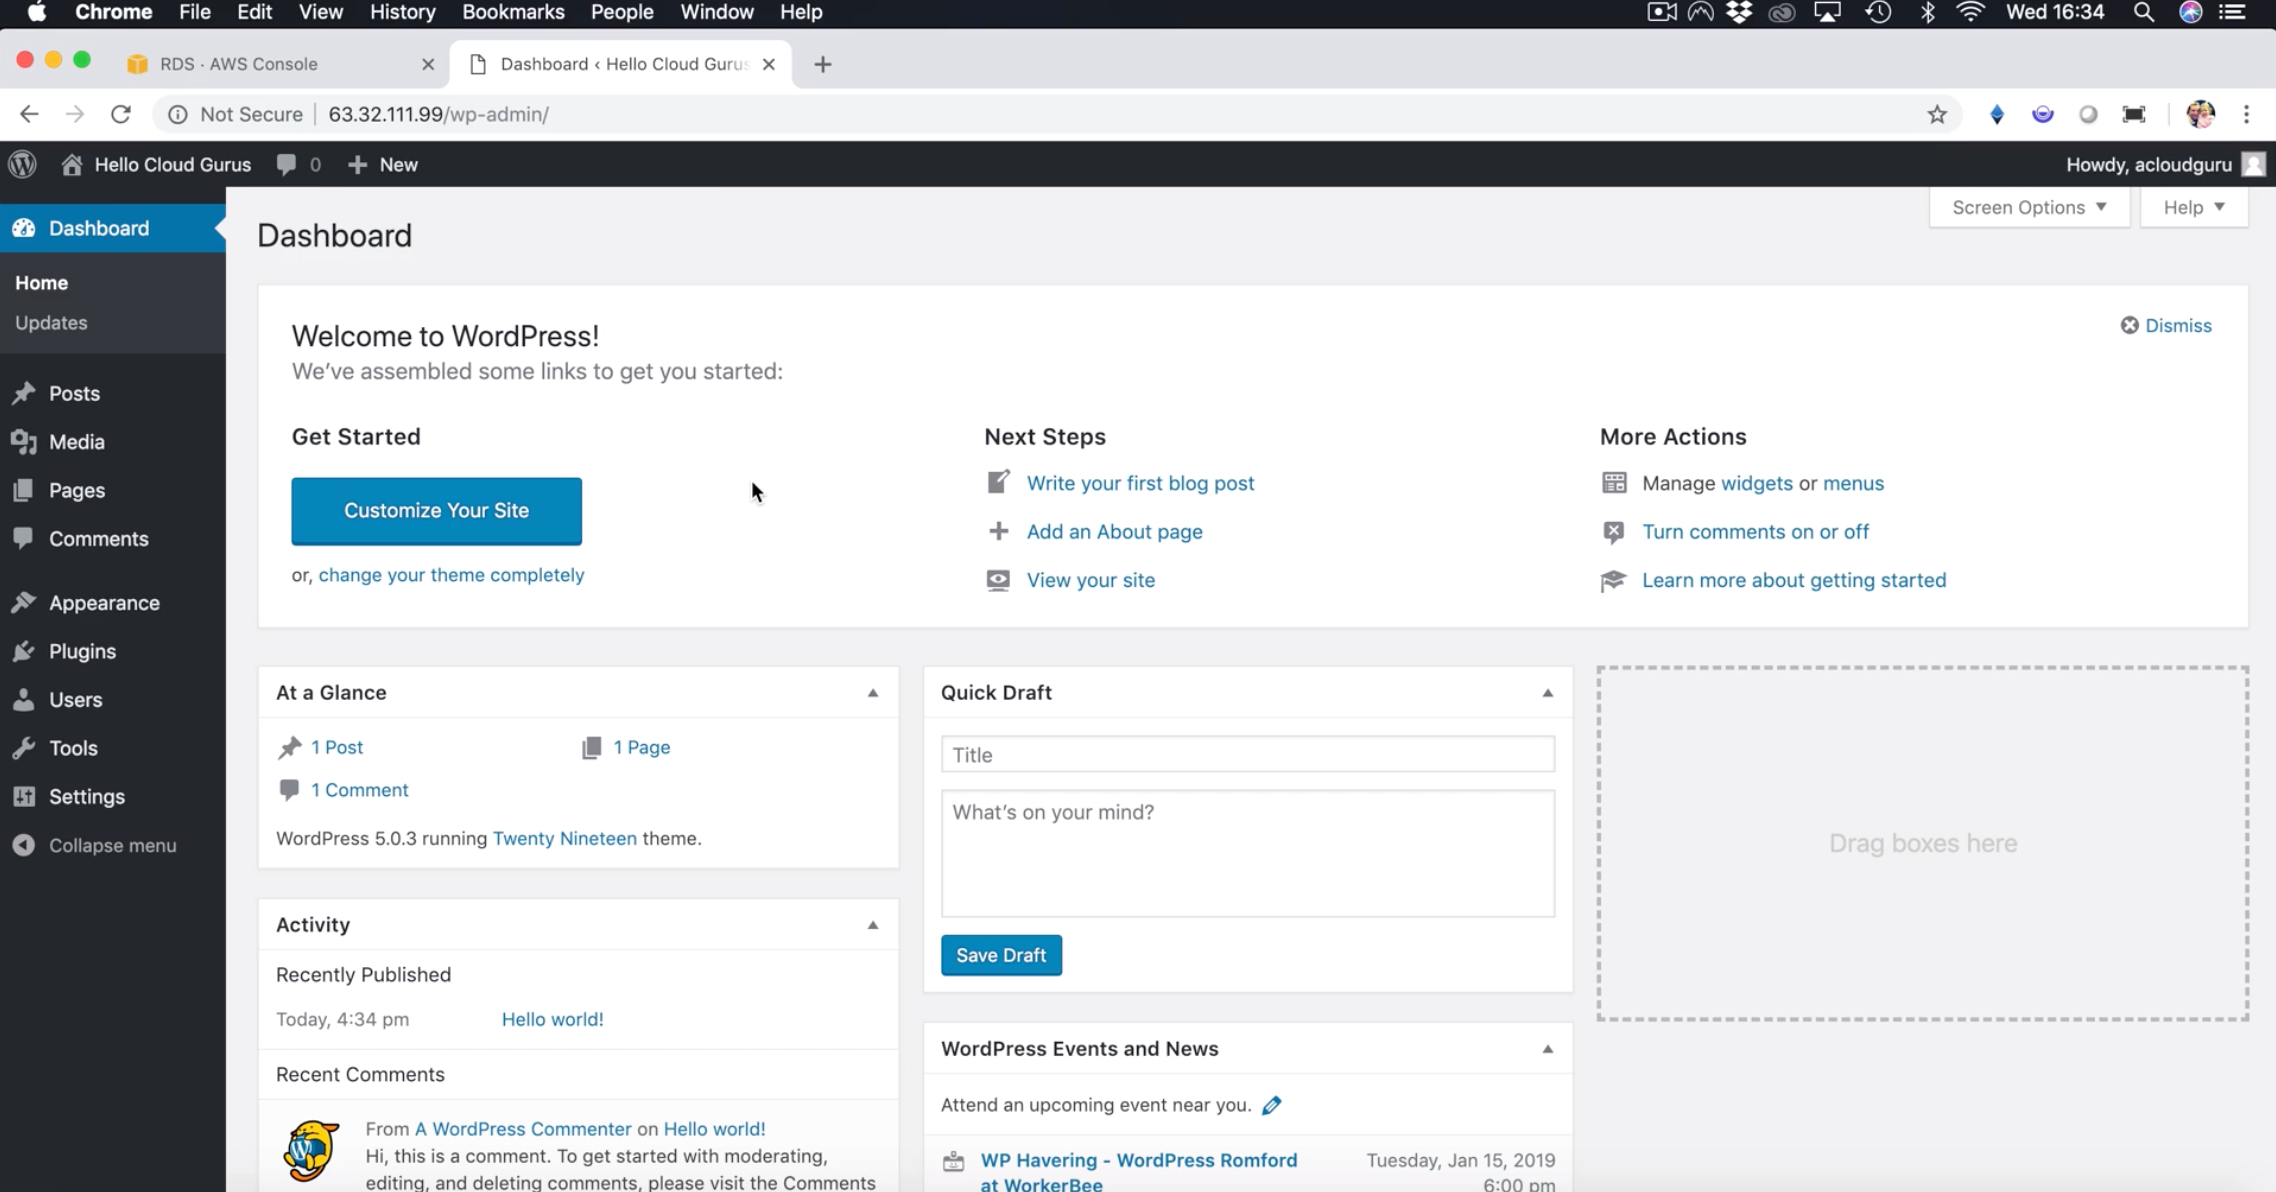 Chrome File Edit View History Bookmarks People Window Help Wed 16:34
RDS · AWS Console Dashboard ‹ Hello Cloud Gurus
Not Secure 63.32.111.99/wp-admin/
Hello Cloud Gurus 0 New Howdy, acloudguru
Screen Options Help
Dashboard
Home
Updates
Posts
Media
Pages
Comments
Appearance
Plugins
Users
Tools
Settings
Collapse menu
Dashboard
Welcome to WordPress!
Dismiss
We've assembled some links to get you started:
Get Started
Customize Your Site
or, change your theme completely
Next Steps
Write your first blog post
Add an About page
View your site
More Actions
Manage widgets or menus
Turn comments on or off
Learn more about getting started
At a Glance
1 Post 1 Page
1 Comment
WordPress 5.0.3 running Twenty Nineteen theme.
Activity
Recently Published
Today, 4:34 pm Hello world!
Recent Comments
From A WordPress Commenter on Hello world!
Hi, this is a comment. To get started with moderating,
editing, and deleting comments, please visit the Comments
Quick Draft
Title
What's on your mind?
Save Draft
WordPress Events and News
Attend an upcoming event near you.
WP Havering - WordPress Romford Tuesday, Jan 15, 2019
at WorkerBee 6:00 pm
Drag boxes here